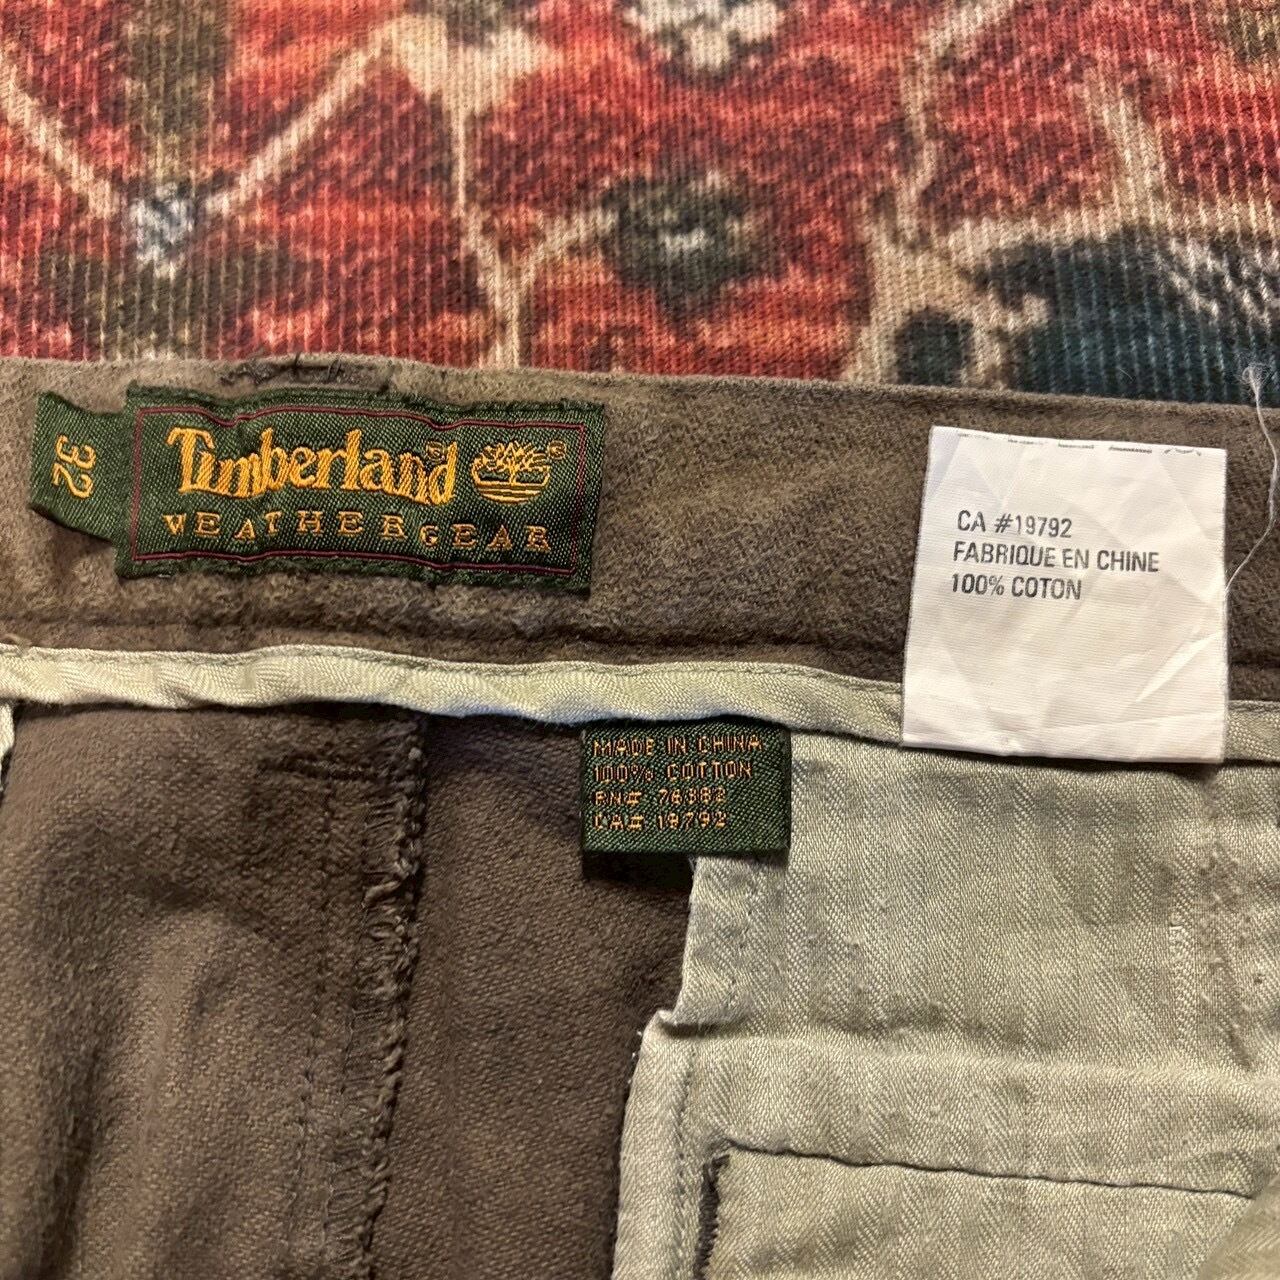 32
Timberland®
WEATHERGEAR
CA #19792
FABRIQUE EN CHINE
100% COTON
MADE IN CHINA
100% COTTON
RN# 76382
CA# 19792